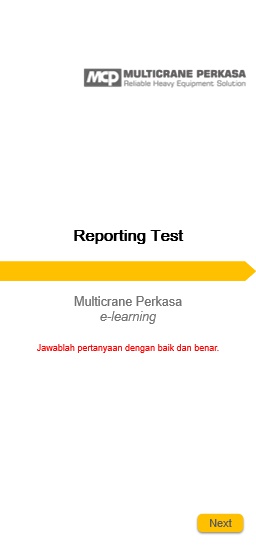 MCP MULTICRANE PERKASA
Reliable Heavy Equipment Solution
Reporting Test
Multicrane Perkasa
e-learning
Jawablah pertanyaan dengan baik dan benar.
Next